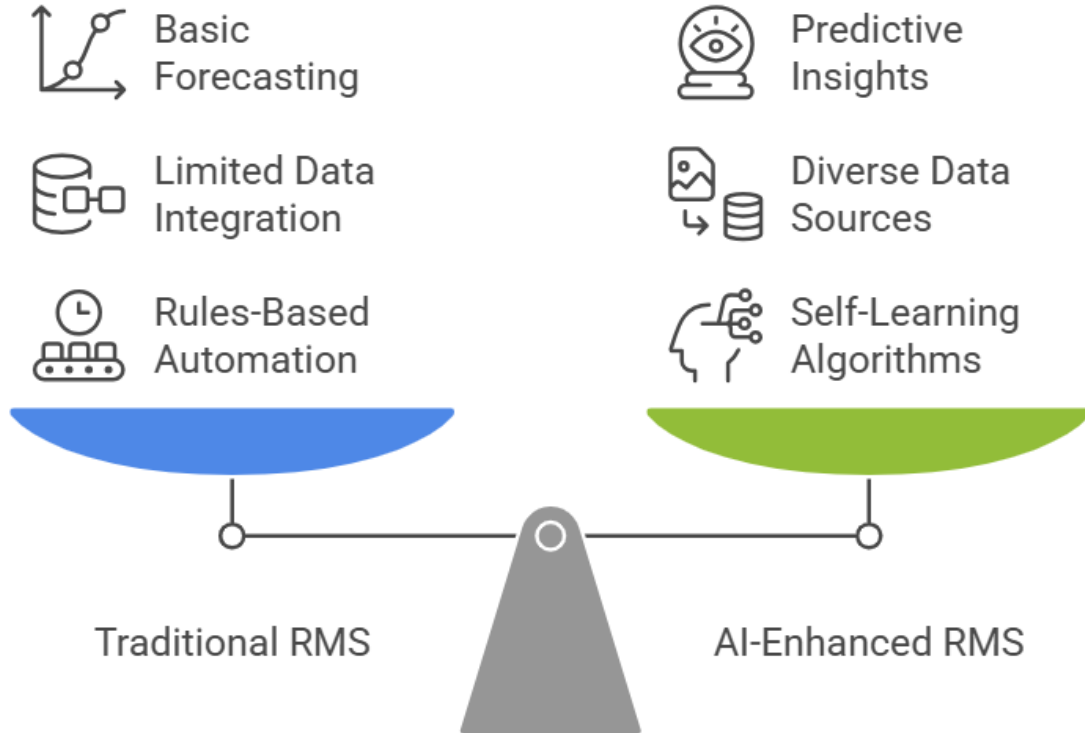 Basic
Forecasting
Limited Data
Integration
Rules-Based
Automation
Predictive
Insights
Diverse Data
Sources
Self-Learning
Algorithms
Traditional RMS
AI-Enhanced RMS